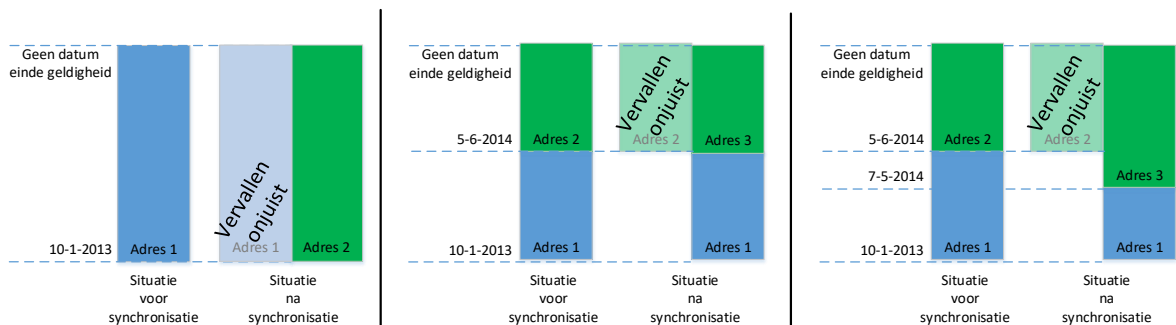 Geen datum
einde geldigheid
Vervallen
onjuist
10-1-2013
Adres 1
Adres 1
Adres 2
Situatie
voor
synchronisatie
Situatie
na
synchronisatie
Geen datum
einde geldigheid
Vervallen
onjuist
5-6-2014
Adres 2
Adres 2
Adres 3
10-1-2013
Adres 1
Adres 1
Situatie
voor
synchronisatie
Situatie
na
synchronisatie
Geen datum
einde geldigheid
Vervallen
onjuist
5-6-2014
Adres 2
Adres 2
7-5-2014
Adres 3
10-1-2013
Adres 1
Adres 1
Situatie
voor
synchronisatie
Situatie
na
synchronisatie